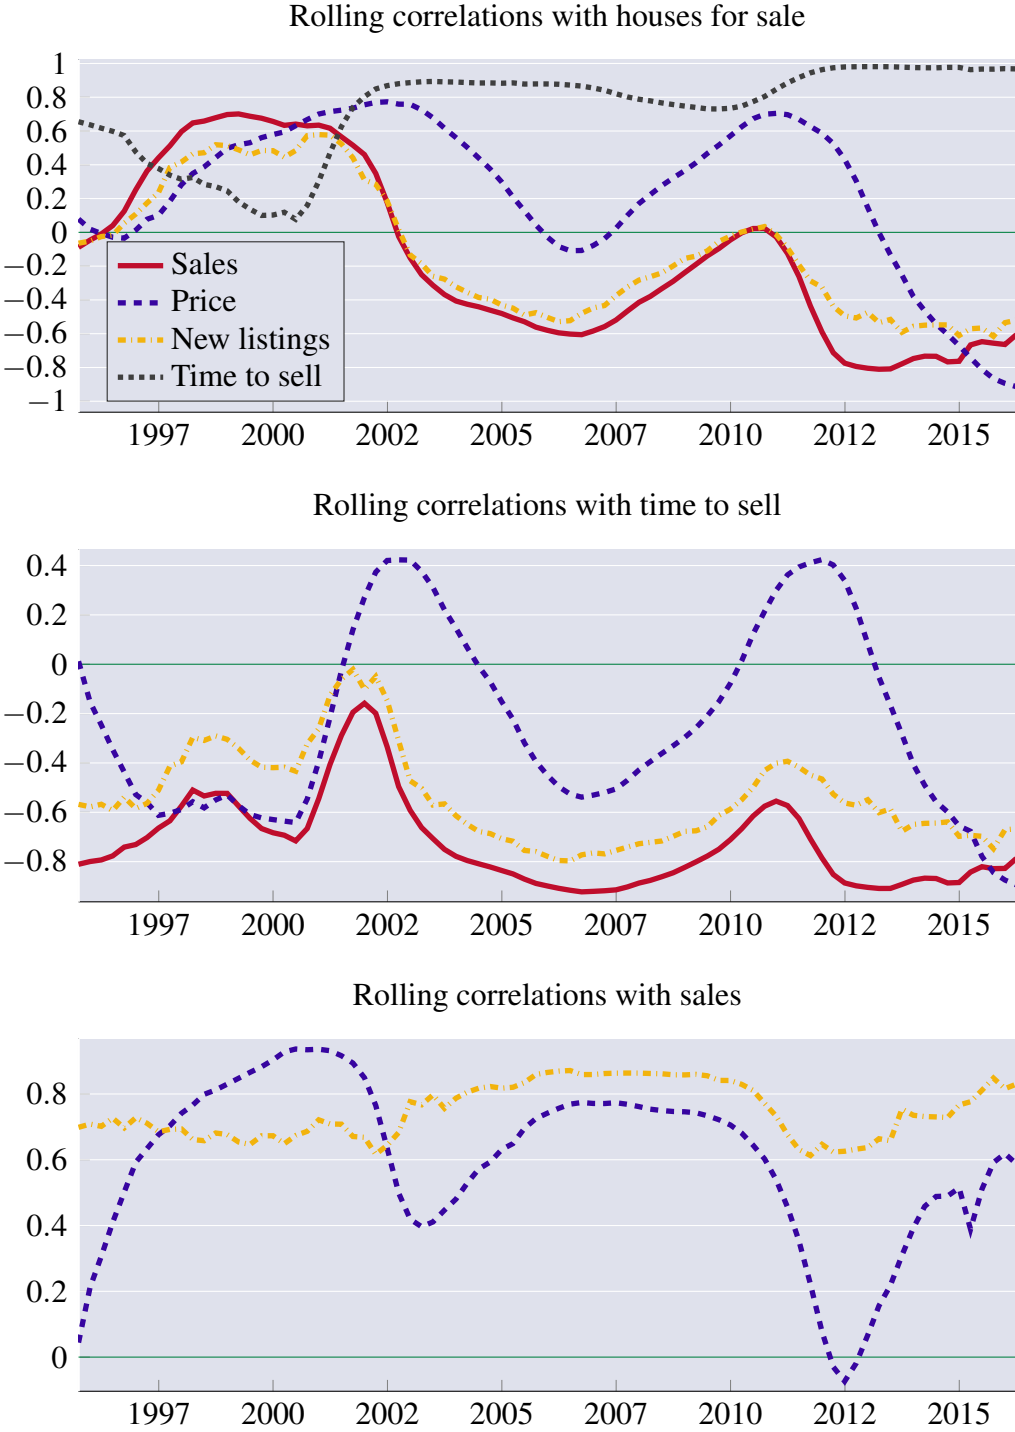 Rolling correlations with houses for sale
1
0.8
0.6
0.4
0.2
0
−0.2
−0.4
−0.6
−0.8
−1
Sales
Price
New listings
Time to sell
1997 2000 2002 2005 2007 2010 2012 2015
Rolling correlations with time to sell
0.4
0.2
0
−0.2
−0.4
−0.6
−0.8
1997 2000 2002 2005 2007 2010 2012 2015
Rolling correlations with sales
0.8
0.6
0.4
0.2
0
1997 2000 2002 2005 2007 2010 2012 2015